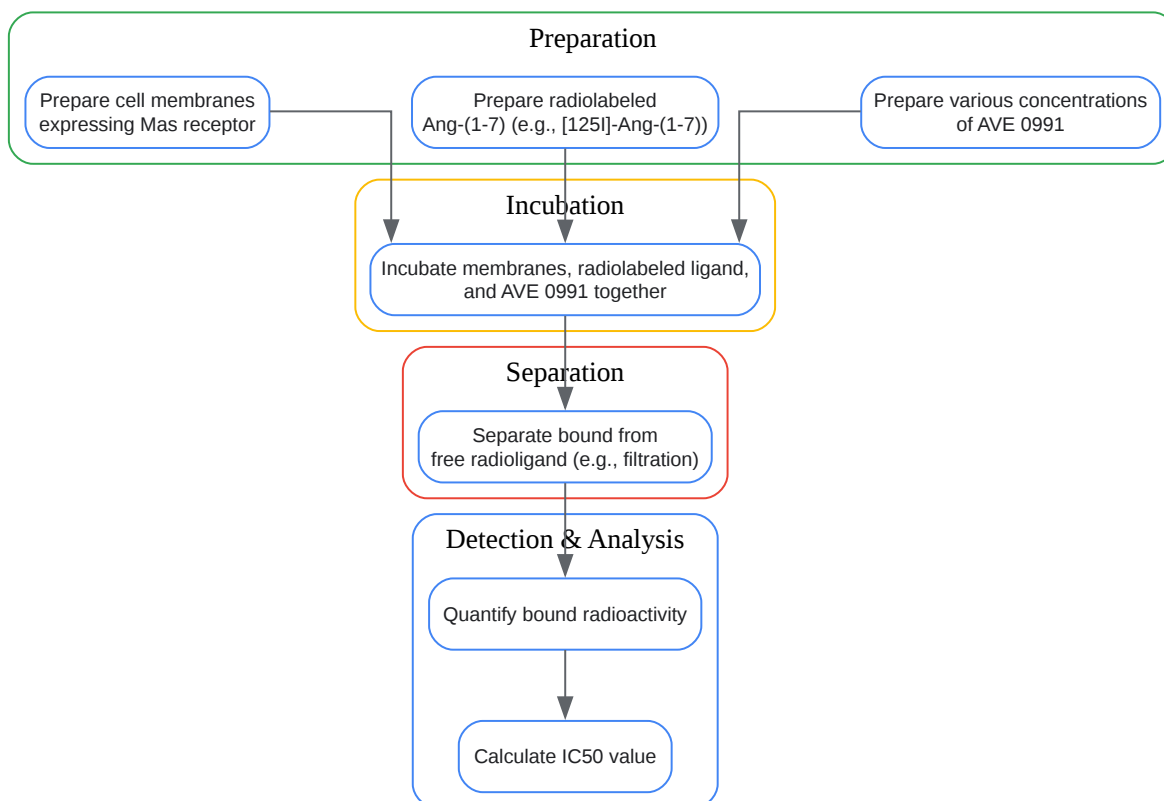 Preparation
Prepare cell membranes
expressing Mas receptor
Prepare radiolabeled
Ang-(1-7) (e.g., [125I]-Ang-(1-7))
Prepare various concentrations
of AVE 0991
Incubation
Incubate membranes, radiolabeled ligand,
and AVE 0991 together
Separation
Separate bound from
free radioligand (e.g., filtration)
Detection & Analysis
Quantify bound radioactivity
Calculate IC50 value